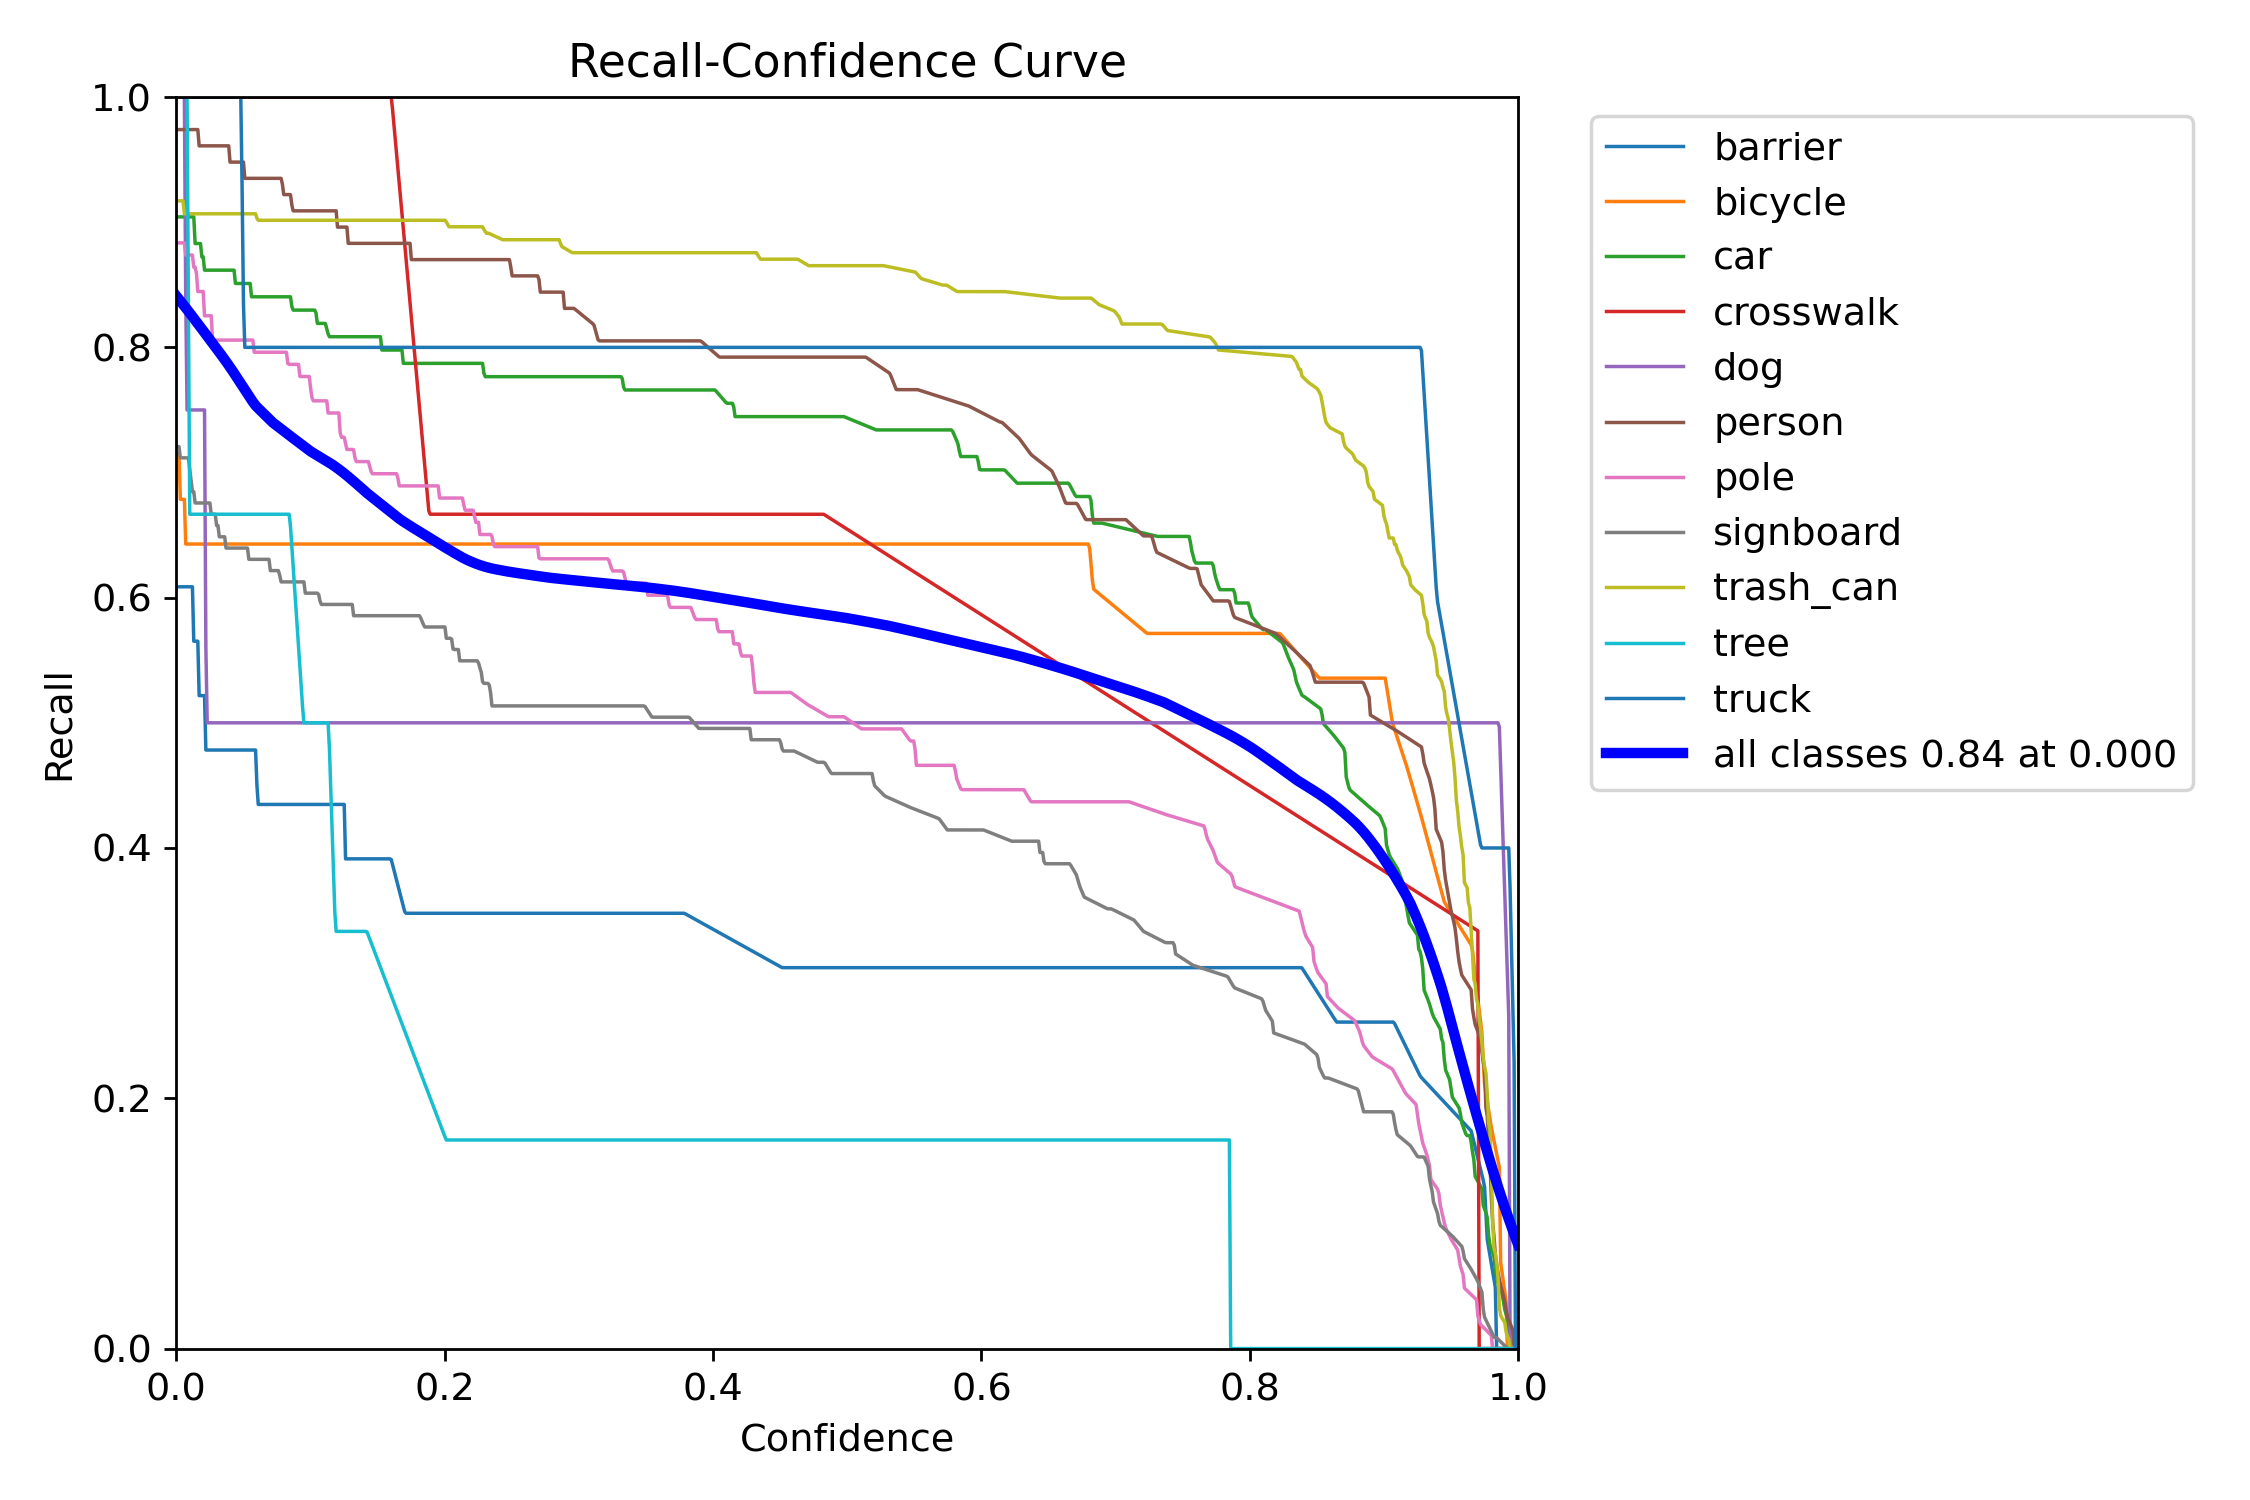 Recall-Confidence Curve
1.0
0.8
0.6
0.4
0.2
0.0
Recall
0.0 0.2 0.4 0.6 0.8 1.0
Confidence
barrier
bicycle
car
crosswalk
dog
person
pole
signboard
trash_can
tree
truck
all classes 0.84 at 0.000